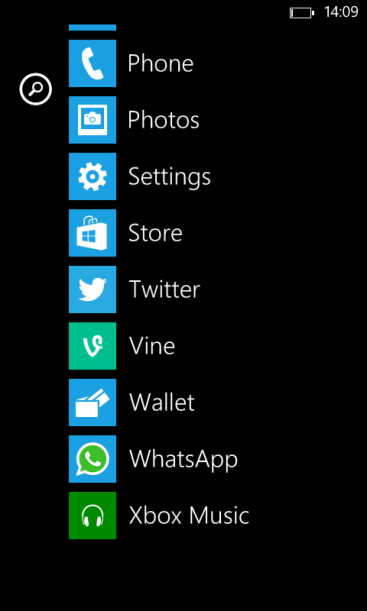 14:09
Phone
Photos
Settings
Store
Twitter
Vine
Wallet
WhatsApp
Xbox Music